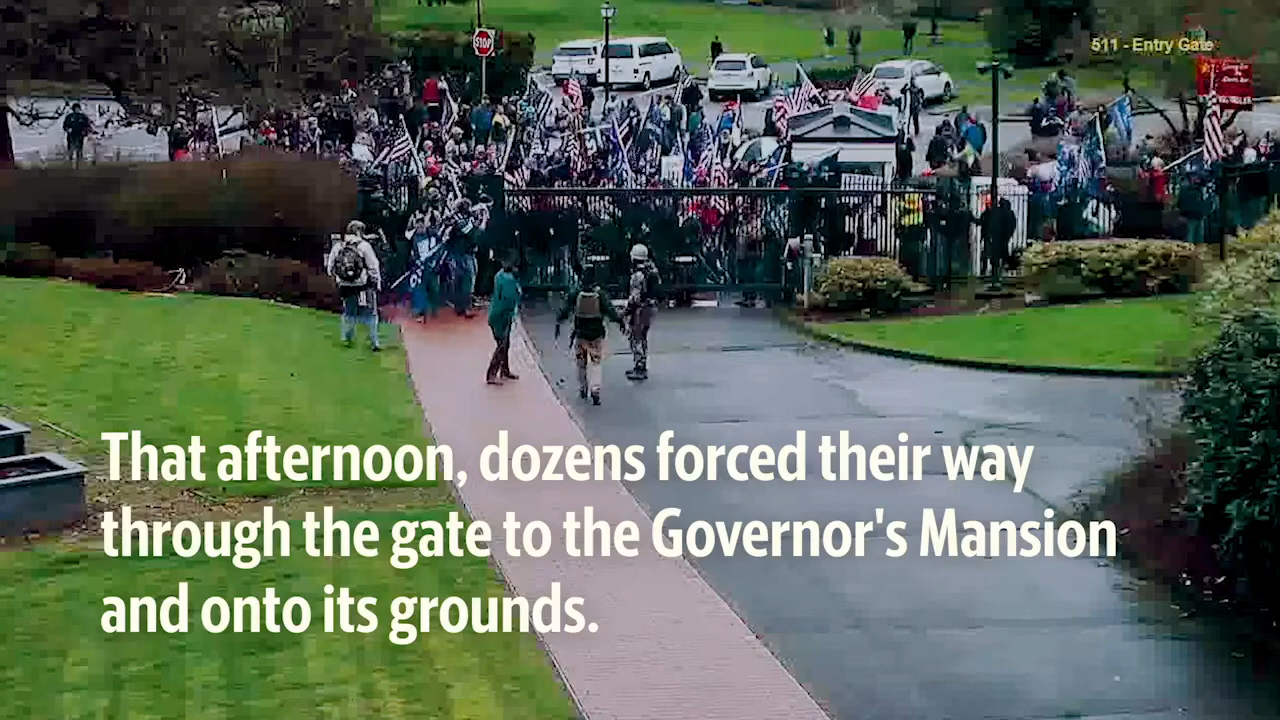 511 - Entry Gate
STOP
That afternoon, dozens forced their way
through the gate to the Governor's Mansion
and onto its grounds.